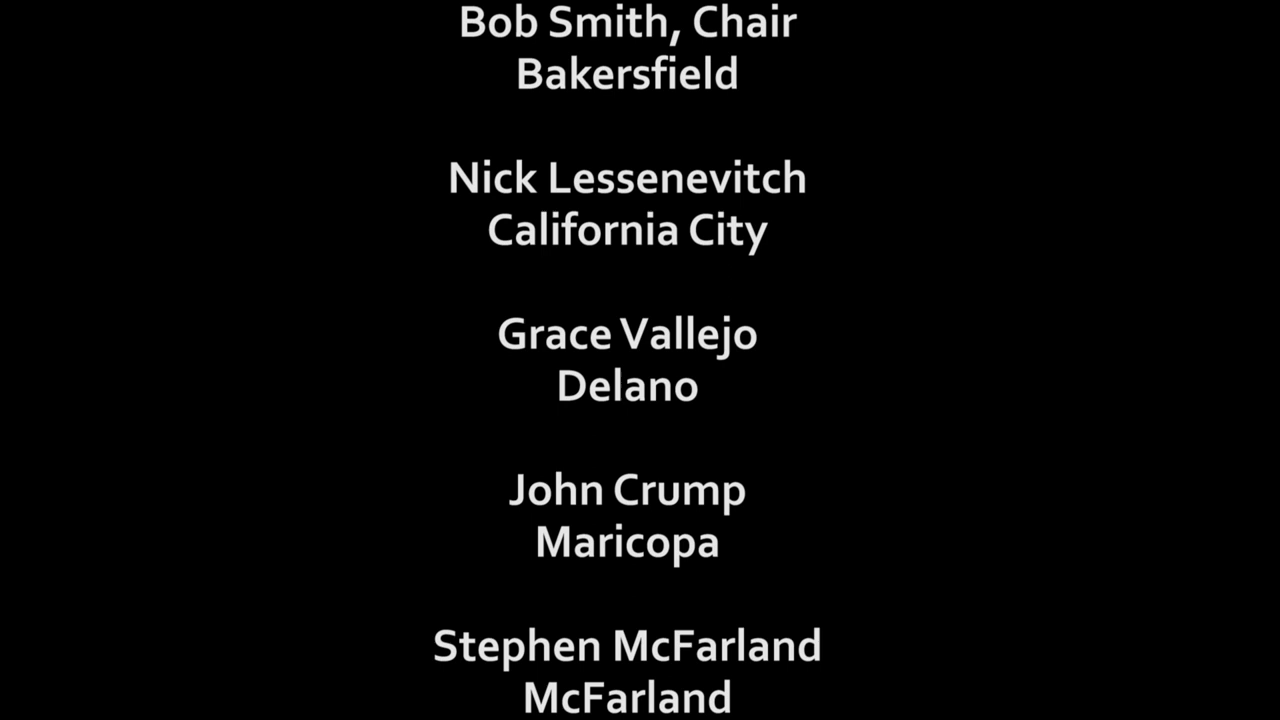 Bob Smith, Chair
Bakersfield
Nick Lessenevitch
California City
Grace Vallejo
Delano
John Crump
Maricopa
Stephen McFarland
McFarland